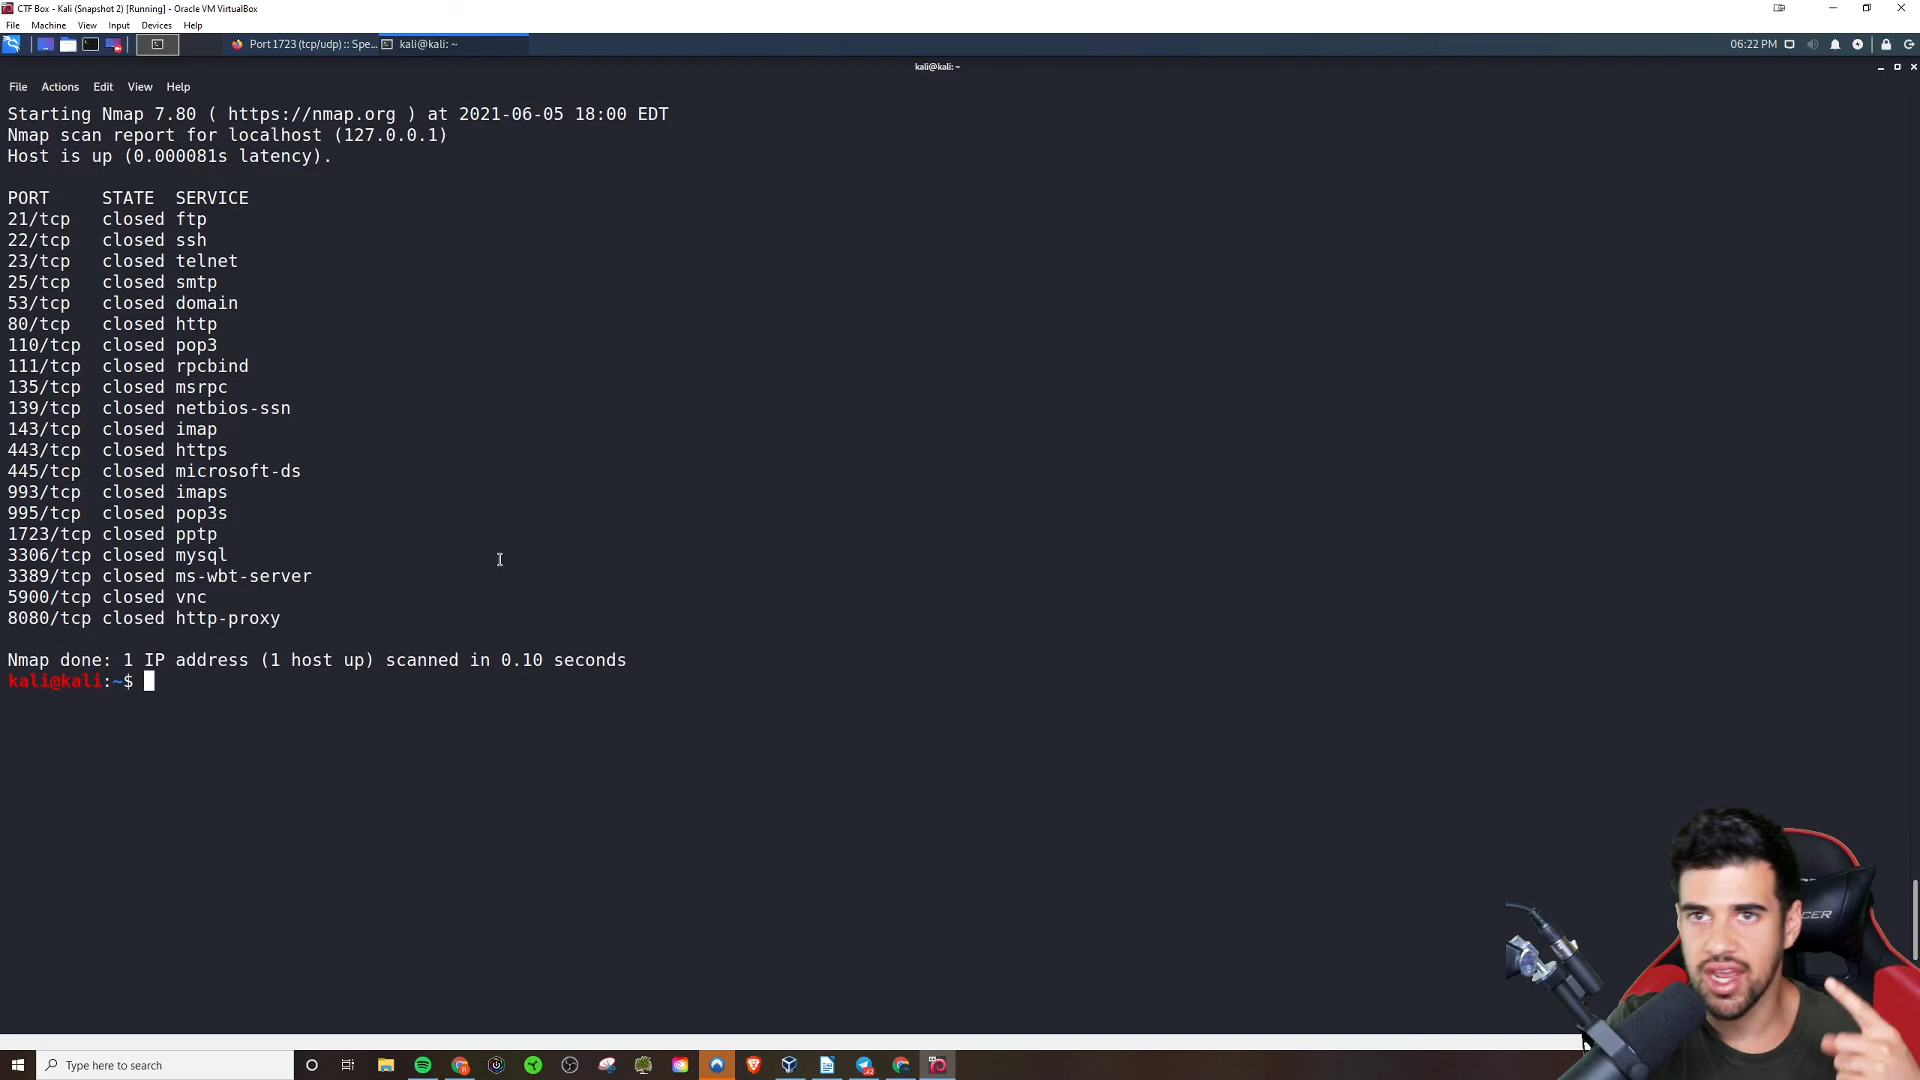 CTF Box - Kali (Snapshot 2) [Running] - Oracle VM VirtualBox
File Machine View Input Devices Help
Port 1723 (tcp/udp) :: Spe... kali@kali: ~ 06:22 PM
kali@kali: ~
File Actions Edit View Help
Starting Nmap 7.80 ( https://nmap.org ) at 2021-06-05 18:00 EDT
Nmap scan report for localhost (127.0.0.1)
Host is up (0.000081s latency).
PORT STATE SERVICE
21/tcp closed ftp
22/tcp closed ssh
23/tcp closed telnet
25/tcp closed smtp
53/tcp closed domain
80/tcp closed http
110/tcp closed pop3
111/tcp closed rpcbind
135/tcp closed msrpc
139/tcp closed netbios-ssn
143/tcp closed imap
443/tcp closed https
445/tcp closed microsoft-ds
993/tcp closed imaps
995/tcp closed pop3s
1723/tcp closed pptp
3306/tcp closed mysql
3389/tcp closed ms-wbt-server
5900/tcp closed vnc
8080/tcp closed http-proxy
Nmap done: 1 IP address (1 host up) scanned in 0.10 seconds
kali@kali:~$
Type here to search